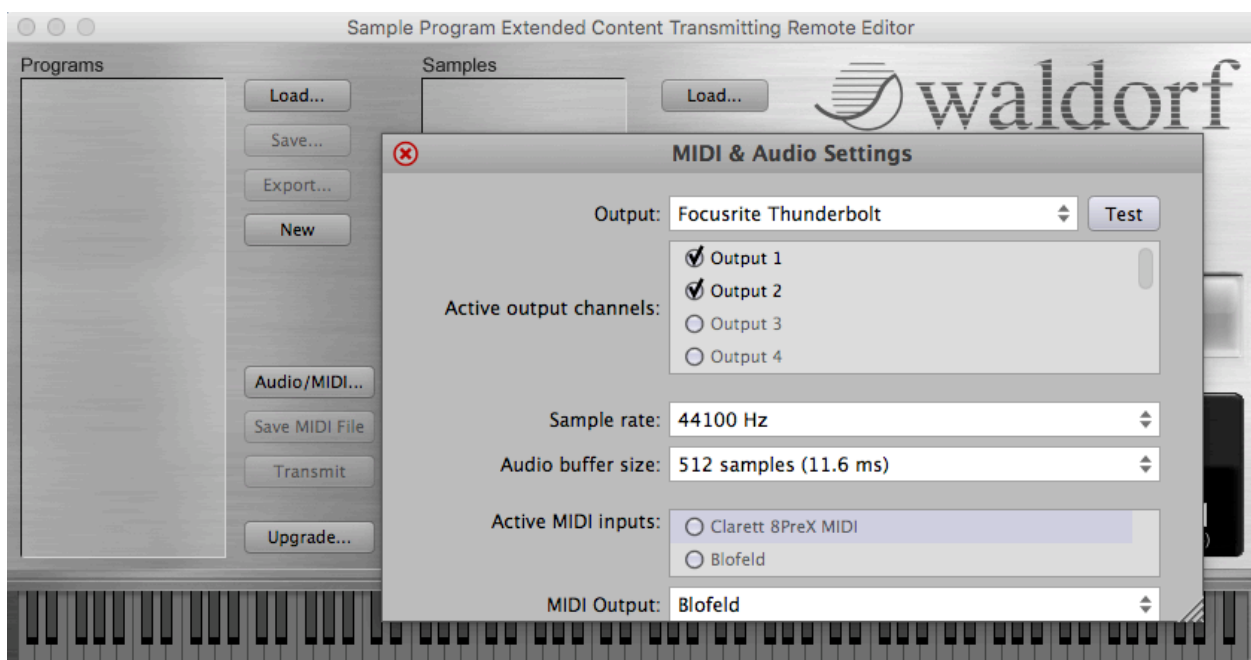 Sample Program Extended Content Transmitting Remote Editor
Programs
Samples
Load...
Load...
waldorf
Save...
Export...
New
Audio/MIDI...
Save MIDI File
Transmit
Upgrade...
MIDI & Audio Settings
Output: Focusrite Thunderbolt Test
Active output channels:
Output 1
Output 2
Output 3
Output 4
Sample rate: 44100 Hz
Audio buffer size: 512 samples (11.6 ms)
Active MIDI inputs:
Clarett 8PreX MIDI
Blofeld
MIDI Output: Blofeld